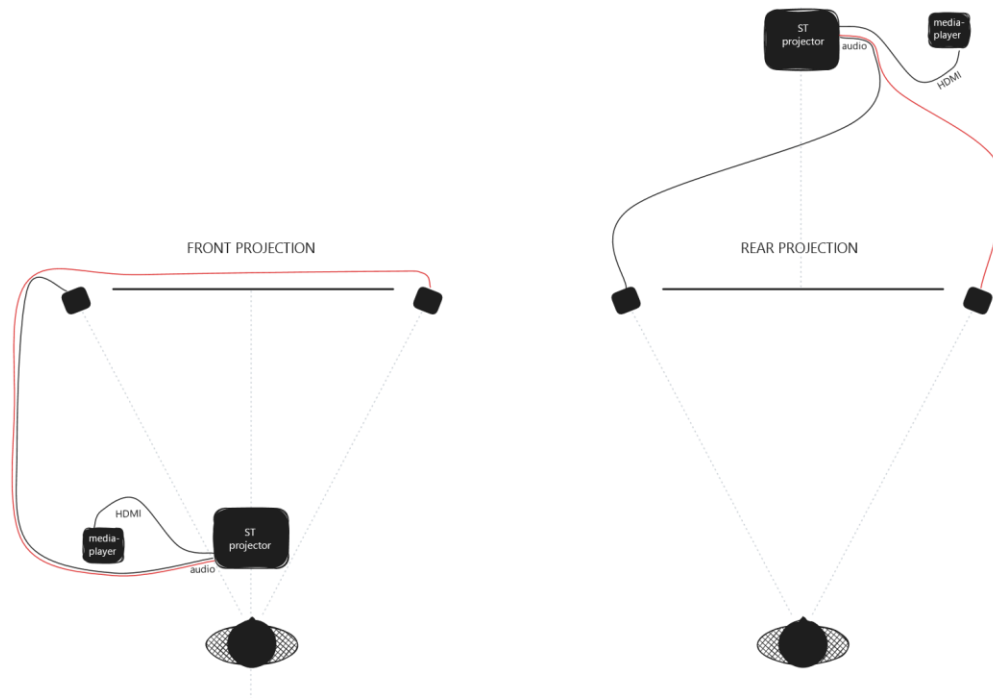 ST
projector
media-
player
audio
HDMI
FRONT PROJECTION
REAR PROJECTION
HDMI
media-
player
ST
projector
audio